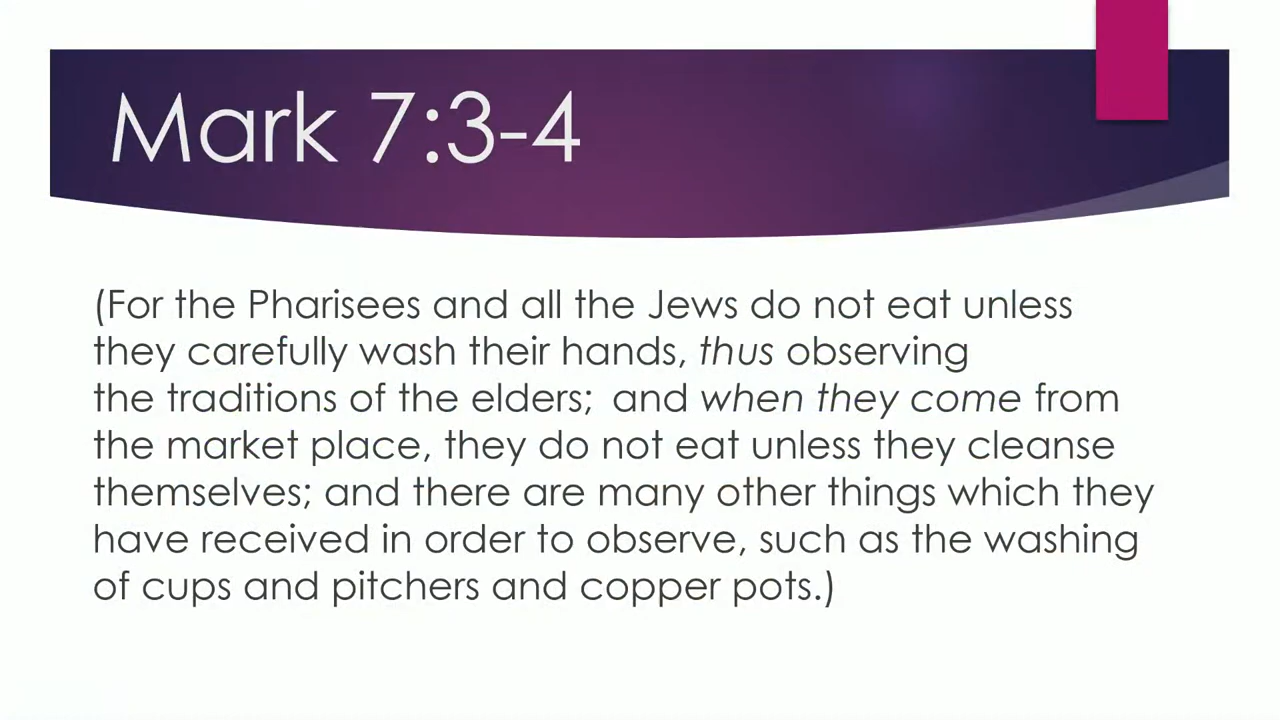 Mark 7:3-4
(For the Pharisees and all the Jews do not eat unless
they carefully wash their hands, thus observing
the traditions of the elders;  and when they come from
the market place, they do not eat unless they cleanse
themselves; and there are many other things which they
have received in order to observe, such as the washing
of cups and pitchers and copper pots.)